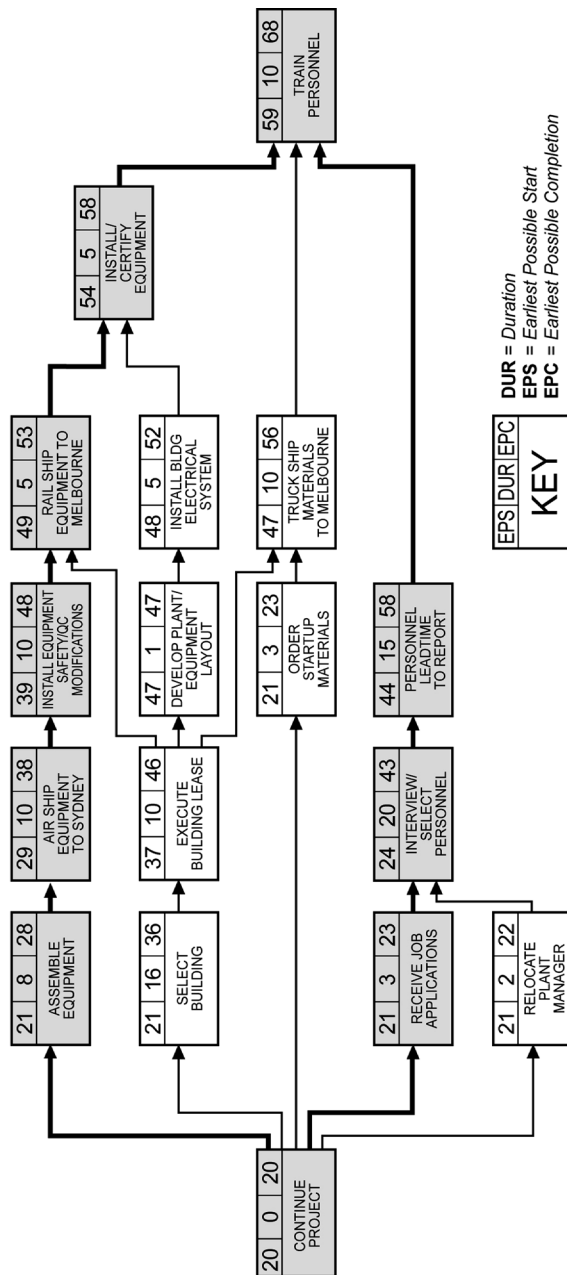 20 0 20
CONTINUE
PROJECT
21 8 28
ASSEMBLE
EQUIPMENT
29 10 38
AIR SHIP
EQUIPMENT
TO SYDNEY
39 10 48
INSTALL EQUIPMENT
SAFETY/QC
MODIFICATIONS
49 5 53
RAIL SHIP
EQUIPMENT TO
MELBOURNE
54 5 58
INSTALL/
CERTIFY
EQUIPMENT
59 10 68
TRAIN
PERSONNEL
21 16 36
SELECT
BUILDING
37 10 46
EXECUTE
BUILDING LEASE
47 1 47
DEVELOP PLANT/
EQUIPMENT
LAYOUT
48 5 52
INSTALL BLDG
ELECTRICAL
SYSTEM
21 3 23
ORDER
STARTUP
MATERIALS
47 10 56
TRUCK SHIP
MATERIALS
TO MELBOURNE
21 3 23
RECEIVE JOB
APPLICATIONS
24 20 43
INTERVIEW/
SELECT
PERSONNEL
44 15 58
PERSONNEL
LEADTIME
TO REPORT
21 2 22
RELOCATE
PLANT
MANAGER
EPS DUR EPC
KEY
DUR = Duration
EPS = Earliest Possible Start
EPC = Earliest Possible Completion